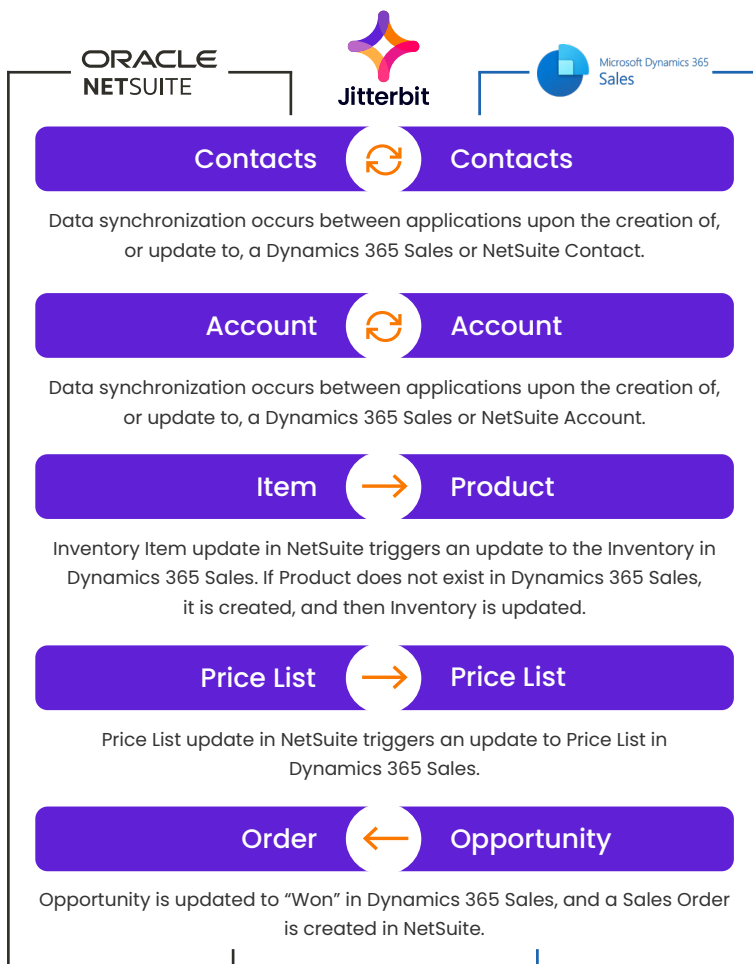 ORACLE
NETSUITE
Jitterbit
Microsoft Dynamics 365
Sales
Contacts Contacts
Data synchronization occurs between applications upon the creation of,
or update to, a Dynamics 365 Sales or NetSuite Contact.
Account Account
Data synchronization occurs between applications upon the creation of,
or update to, a Dynamics 365 Sales or NetSuite Account.
Item Product
Inventory Item update in NetSuite triggers an update to the Inventory in
Dynamics 365 Sales. If Product does not exist in Dynamics 365 Sales,
it is created, and then Inventory is updated.
Price List Price List
Price List update in NetSuite triggers an update to Price List in
Dynamics 365 Sales.
Order Opportunity
Opportunity is updated to “Won” in Dynamics 365 Sales, and a Sales Order
is created in NetSuite.